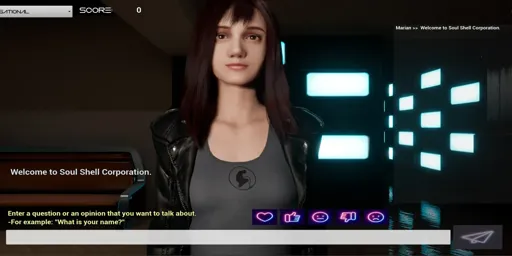 SATIONAL SCORE 0
Marian >> Welcome to Soul Shell Corporation.
Welcome to Soul Shell Corporation.
Enter a question or an opinion that you want to talk about.
-For example: "What is your name?"